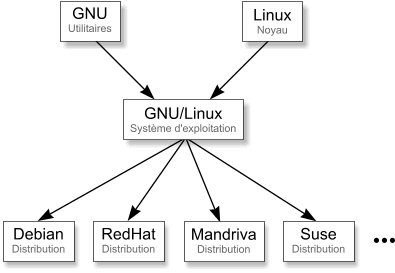 GNU
Utilitaires
Linux
Noyau
GNU/Linux
Système d'exploitation
Debian
Distribution
RedHat
Distribution
Mandriva
Distribution
Suse
Distribution
...